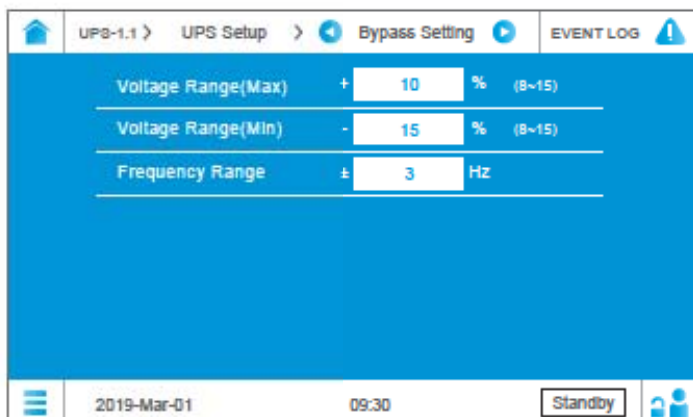 UPS-1.1 > UPS Setup > Bypass Setting EVENT LOG
Voltage Range(Max) + 10 % (8~15)
Voltage Range(Min) - 15 % (8~15)
Frequency Range ± 3 Hz
2019-Mar-01 09:30 Standby